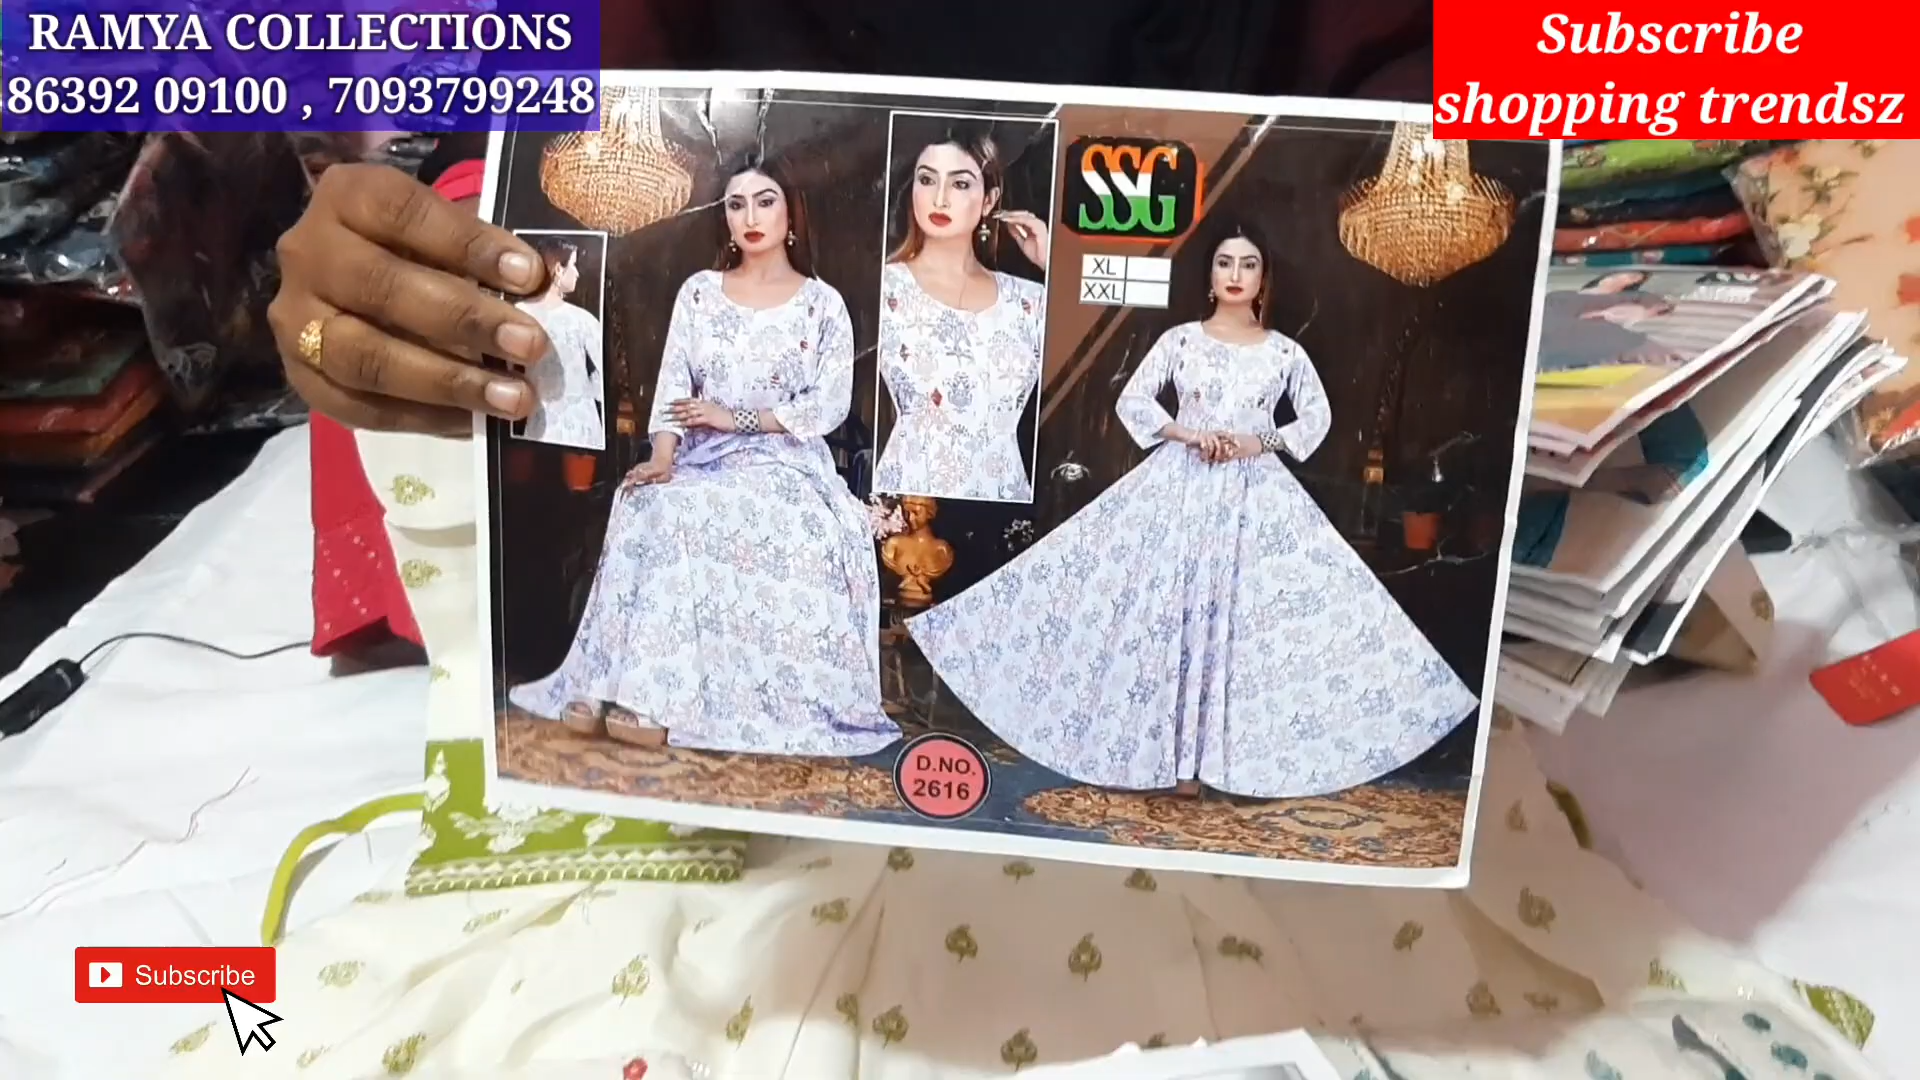 RAMYA COLLECTIONS
86392 09100 , 7093799248
Subscribe
shopping trendsz
SSG
XL
XXL
D.NO.
2616
Subscribe